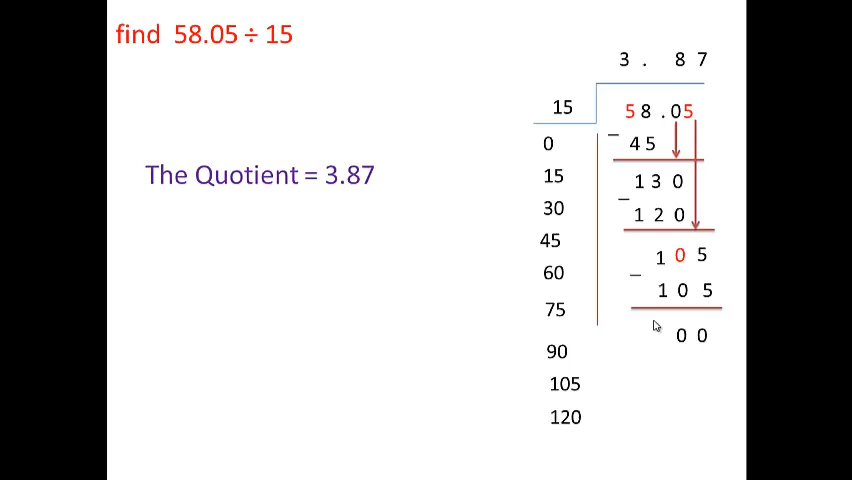 find 58.05 ÷ 15
3 . 8 7
15 5 8 . 0 5
0 − 4 5
The Quotient = 3.87
15 1 3 0
30 − 1 2 0
45
60 1 0 5
75 − 1 0 5
90 0 0
105
120